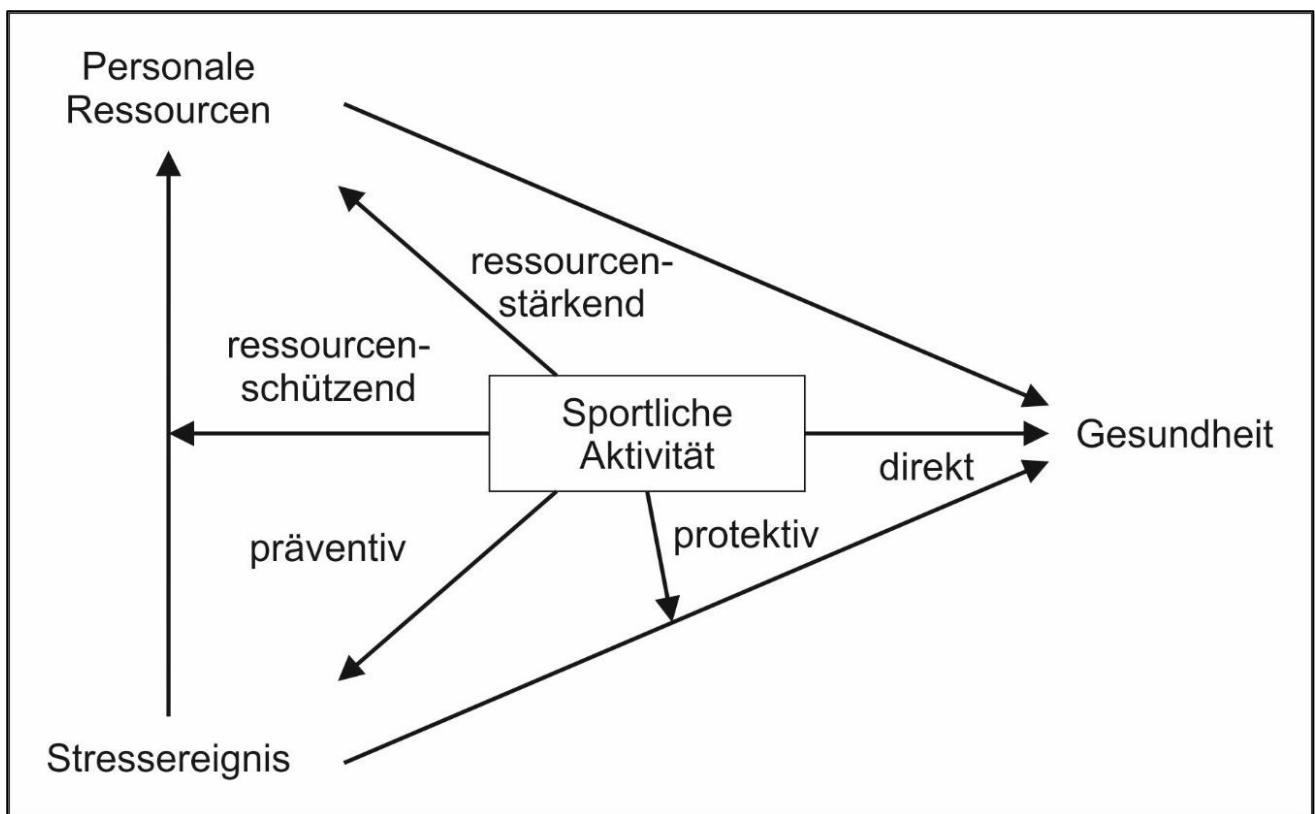 Personale
Ressourcen
ressourcen-
stärkend
ressourcen-
schützend
Sportliche
Aktivität
Gesundheit
direkt
präventiv
protektiv
Stressereignis